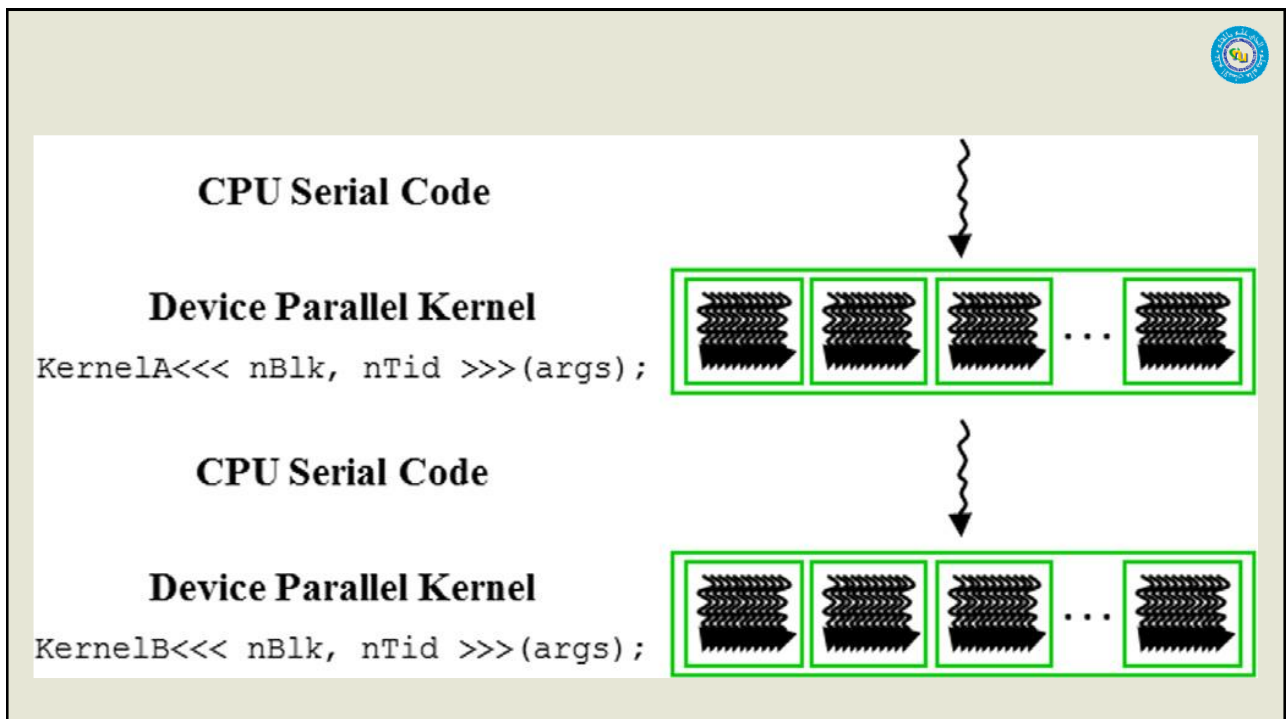 CPU Serial Code
Device Parallel Kernel
KernelA<<< nBlk, nTid >>>(args);
...
CPU Serial Code
Device Parallel Kernel
KernelB<<< nBlk, nTid >>>(args);
...